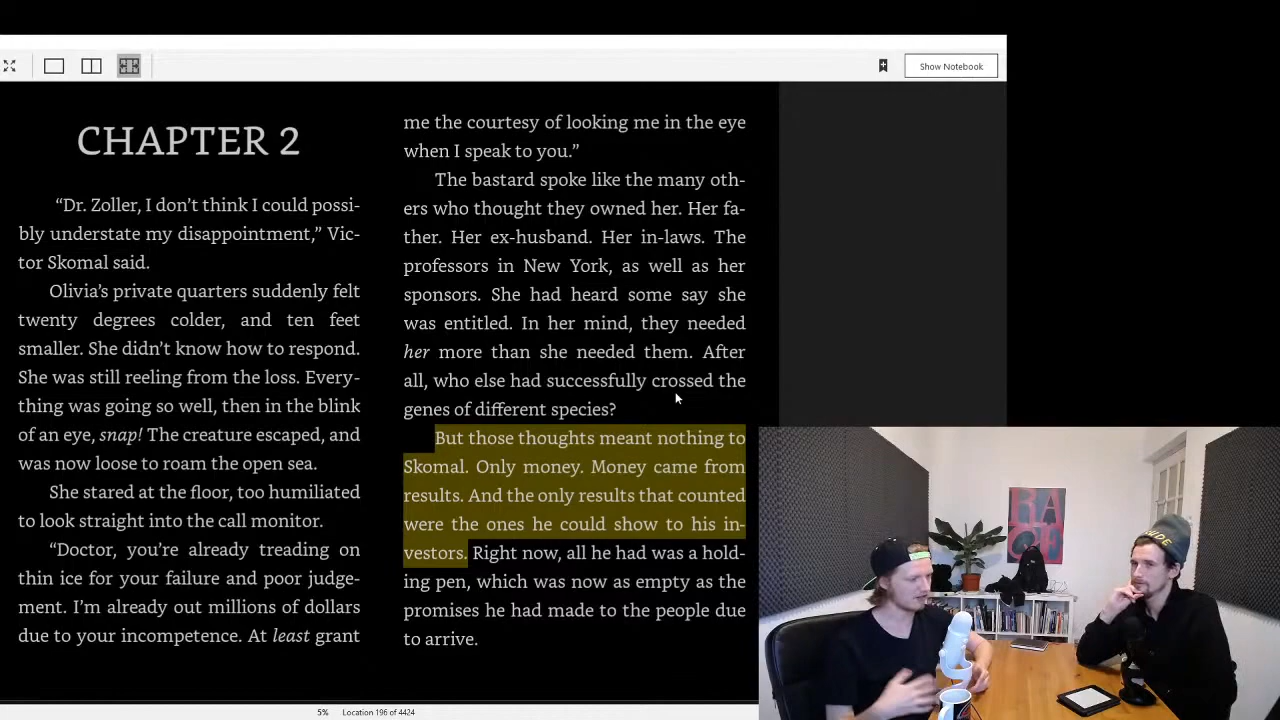 Show Notebook
CHAPTER 2
“Dr. Zoller, I don’t think I could possi-
bly understate my disappointment,” Vic-
tor Skomal said.
Olivia’s private quarters suddenly felt
twenty degrees colder, and ten feet
smaller. She didn’t know how to respond.
She was still reeling from the loss. Every-
thing was going so well, then in the blink
of an eye, snap! The creature escaped, and
was now loose to roam the open sea.
She stared at the floor, too humiliated
to look straight into the call monitor.
“Doctor, you’re already treading on
thin ice for your failure and poor judge-
ment. I’m already out millions of dollars
due to your incompetence. At least grant
me the courtesy of looking me in the eye
when I speak to you.”
The bastard spoke like the many oth-
ers who thought they owned her. Her fa-
ther. Her ex-husband. Her in-laws. The
professors in New York, as well as her
sponsors. She had heard some say she
was entitled. In her mind, they needed
her more than she needed them. After
all, who else had successfully crossed the
genes of different species?
But those thoughts meant nothing to
Skomal. Only money. Money came from
results. And the only results that counted
were the ones he could show to his in-
vestors. Right now, all he had was a hold-
ing pen, which was now as empty as the
promises he had made to the people due
to arrive.
5% Location 196 of 4424